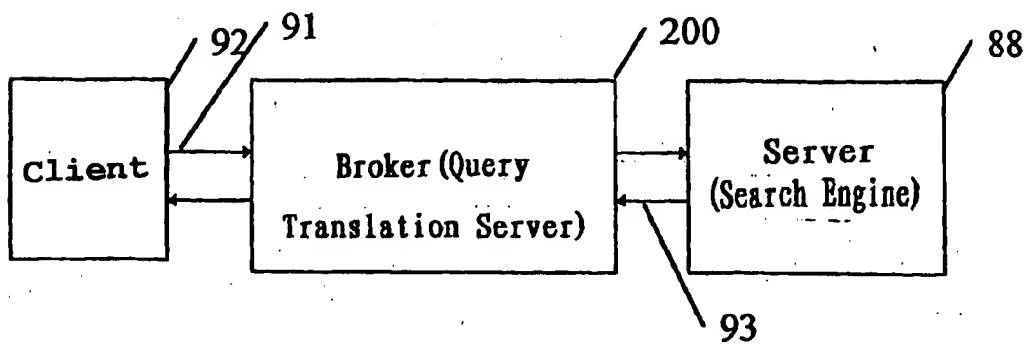 92 91 200 88
Client
Broker(Query
Translation Server)
Server
(Search Engine)
93